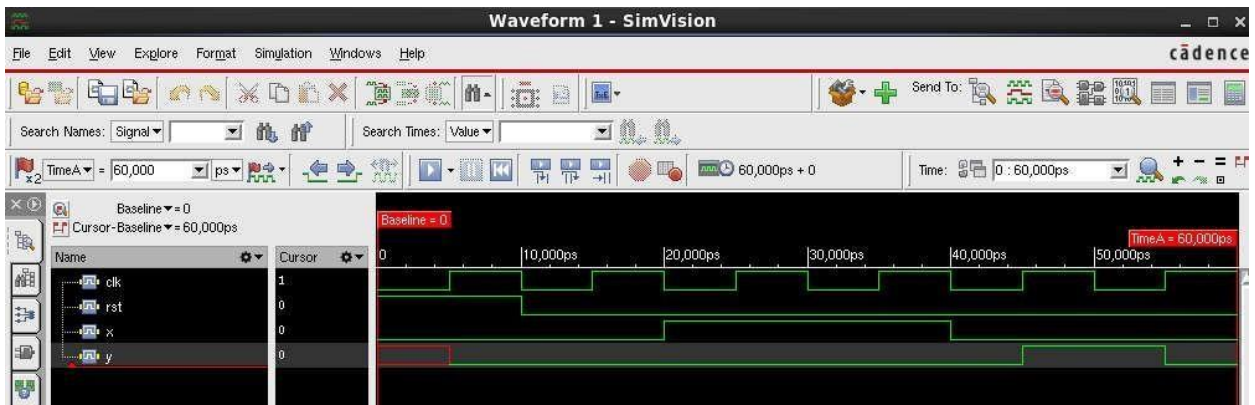 Waveform 1 - SimVision
File Edit View Explore Format Simulation Windows Help
cādence
Send To:
Search Names: Signal
Search Times: Value
x2 TimeA = 60,000 ps
60,000ps + 0
Time: 0 : 60,000ps
Baseline = 0
Cursor-Baseline = 60,000ps
Baseline = 0
TimeA = 60,000ps
Name Cursor 0 10,000ps 20,000ps 30,000ps 40,000ps 50,000ps
clk 1
rst 0
x 0
y 0